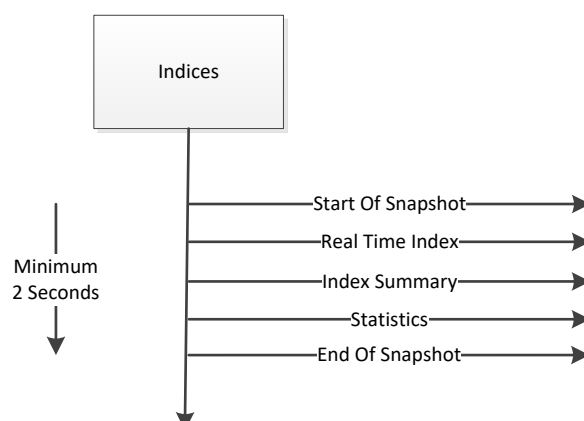 Indices
Start Of Snapshot
Real Time Index
Minimum
2 Seconds
Index Summary
Statistics
End Of Snapshot